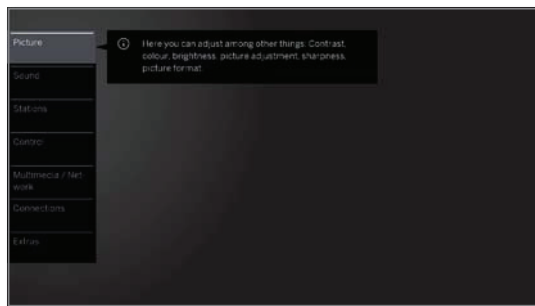 Picture
Here you can adjust among other things: Contrast,
colour, brightness, picture adjustment, sharpness,
picture format.
Sound
Stations
Control
Multimedia / Net-
work
Connections
Extras